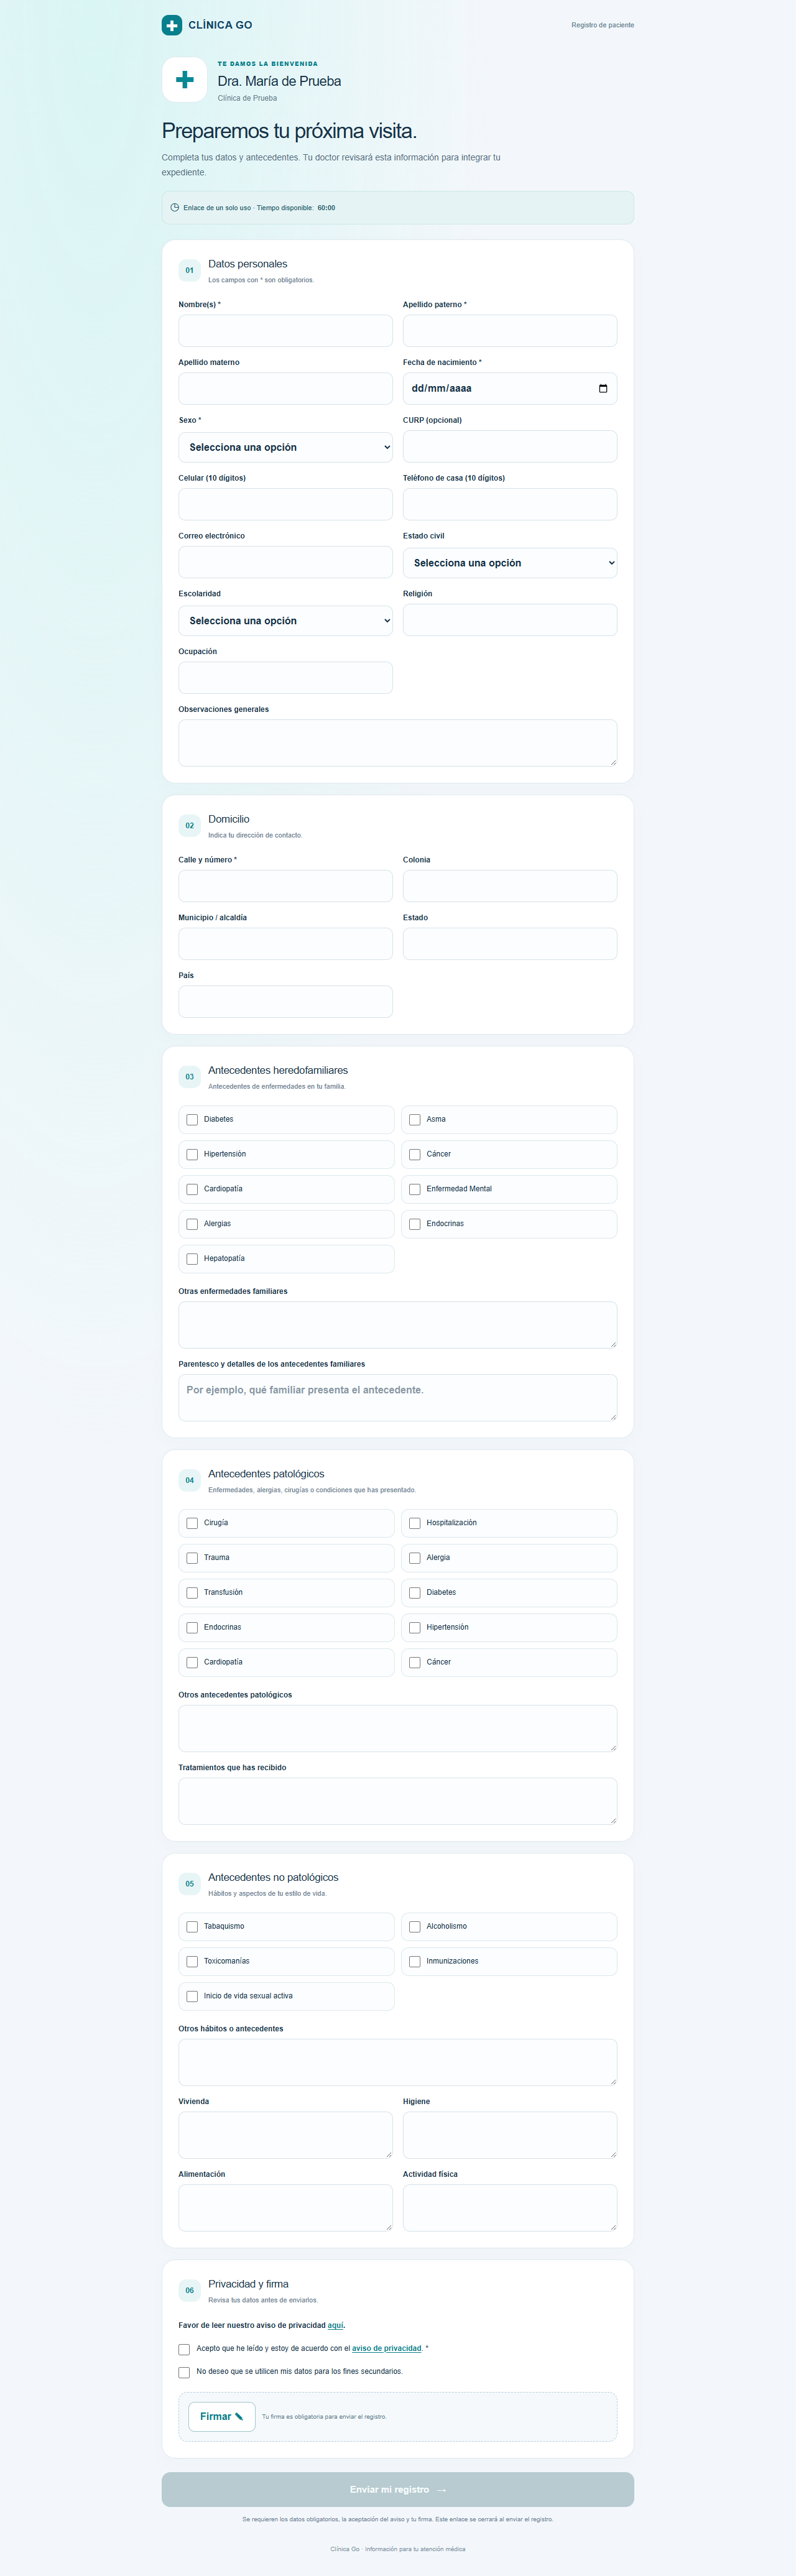 CLÍNICA GO
Registro de paciente
TE DAMOS LA BIENVENIDA
Dra. María de Prueba
Clínica de Prueba
Preparemos tu próxima visita.
Completa tus datos y antecedentes. Tu doctor revisará esta información para integrar tu
expediente.
Enlace de un solo uso · Tiempo disponible: 60:00
01
Datos personales
Los campos con * son obligatorios.
Nombre(s) *
Apellido paterno *
Apellido materno
Fecha de nacimiento *
dd/mm/aaaa
Sexo *
CURP (opcional)
Selecciona una opción
Celular (10 dígitos)
Teléfono de casa (10 dígitos)
Correo electrónico
Estado civil
Selecciona una opción
Escolaridad
Religión
Selecciona una opción
Ocupación
Observaciones generales
02
Domicilio
Indica tu dirección de contacto.
Calle y número *
Colonia
Municipio / alcaldía
Estado
País
03
Antecedentes heredofamiliares
Antecedentes de enfermedades en tu familia.
Diabetes
Asma
Hipertensión
Cáncer
Cardiopatía
Enfermedad Mental
Alergias
Endocrinas
Hepatopatía
Otras enfermedades familiares
Parentesco y detalles de los antecedentes familiares
Por ejemplo, qué familiar presenta el antecedente.
04
Antecedentes patológicos
Enfermedades, alergias, cirugías o condiciones que has presentado.
Cirugía
Hospitalización
Trauma
Alergia
Transfusión
Diabetes
Endocrinas
Hipertensión
Cardiopatía
Cáncer
Otros antecedentes patológicos
Tratamientos que has recibido
05
Antecedentes no patológicos
Hábitos y aspectos de tu estilo de vida.
Tabaquismo
Alcoholismo
Toxicomanías
Inmunizaciones
Inicio de vida sexual activa
Otros hábitos o antecedentes
Vivienda
Higiene
Alimentación
Actividad física
06
Privacidad y firma
Revisa tus datos antes de enviarlos.
Favor de leer nuestro aviso de privacidad aquí.
Acepto que he leído y estoy de acuerdo con el aviso de privacidad. *
No deseo que se utilicen mis datos para los fines secundarios.
Firmar ✎
Tu firma es obligatoria para enviar el registro.
Enviar mi registro →
Se requieren los datos obligatorios, la aceptación del aviso y tu firma. Este enlace se cerrará al enviar el registro.
Clínica Go · Información para tu atención médica